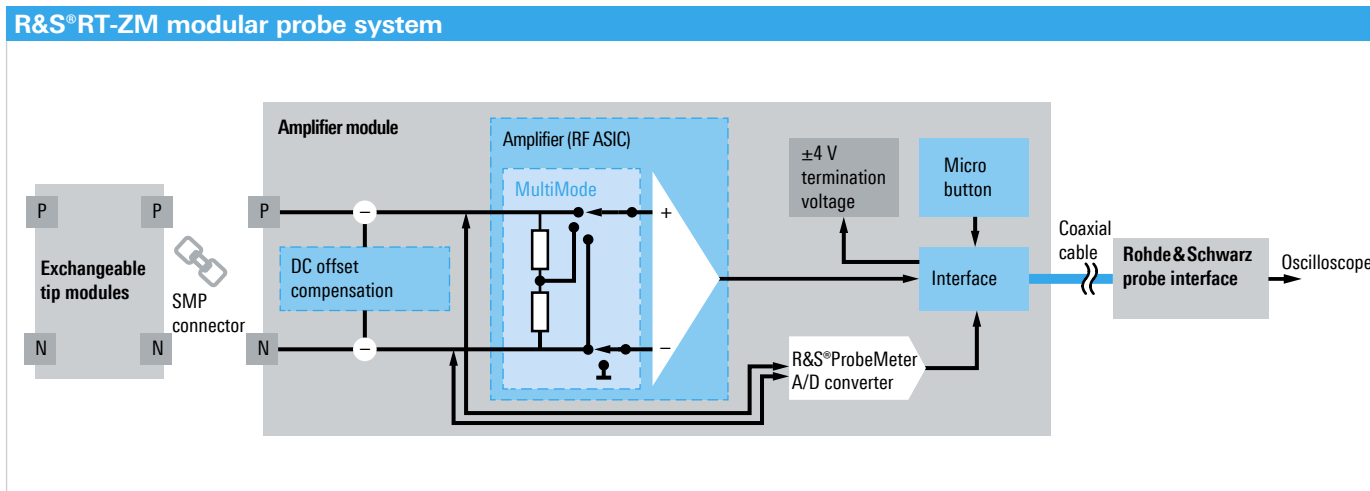 R&S®RT-ZM modular probe system
Amplifier module
Amplifier (RF ASIC)
MultiMode
±4 V
termination
voltage
Micro
button
P
P
P
Exchangeable
tip modules
SMP
connector
DC offset
compensation
+
Interface
Coaxial
cable
Rohde & Schwarz
probe interface
Oscilloscope
N
N
N
−
−
−
R&S®ProbeMeter
A/D converter